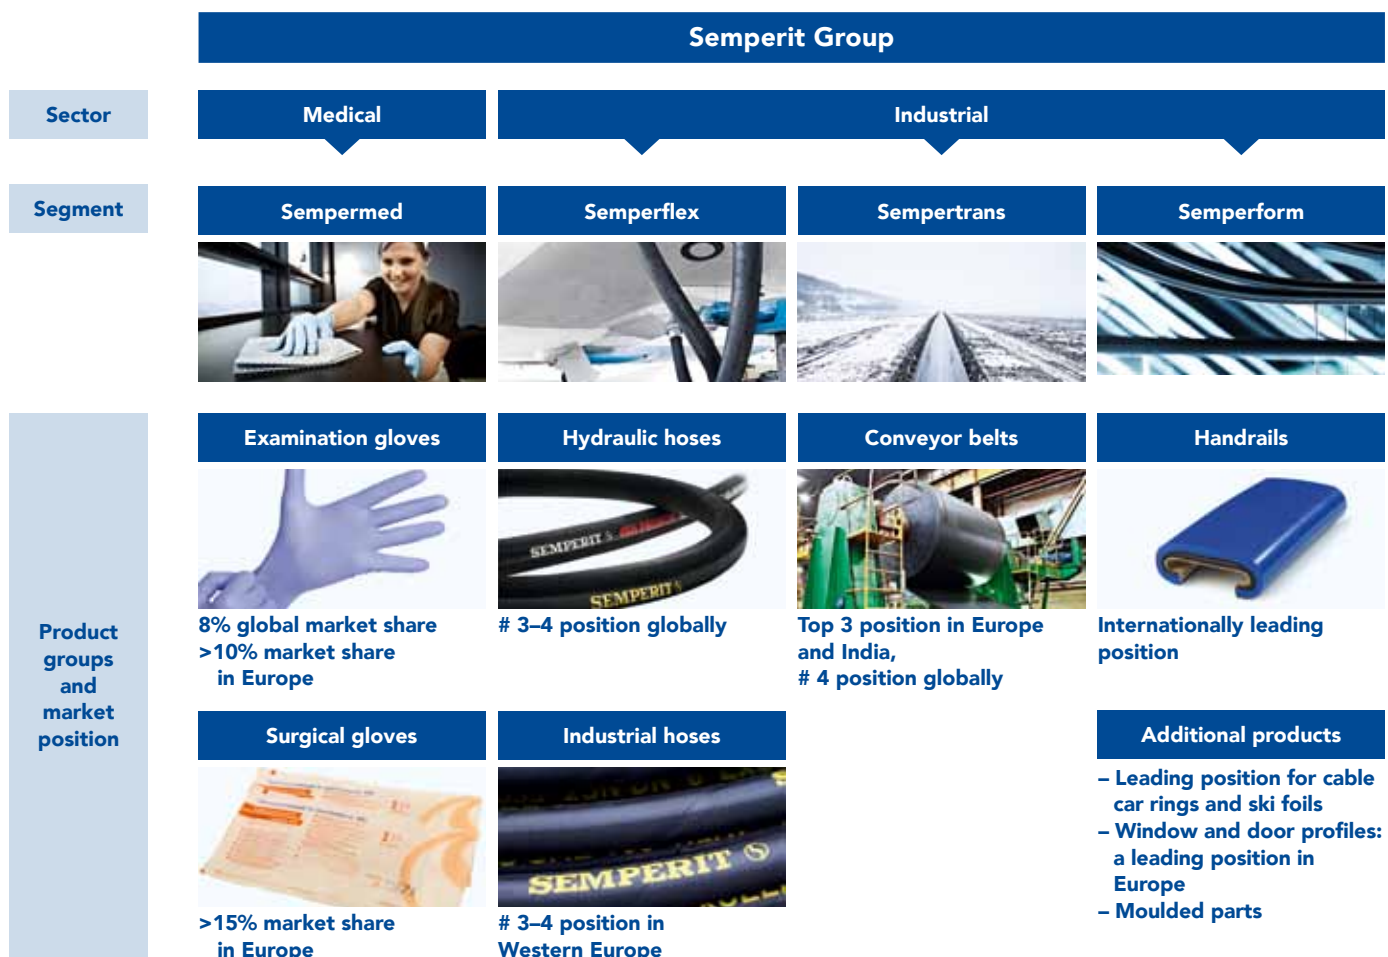 Semperit Group
Sector
Medical
Industrial
Segment
Sempermed
Semperflex
Sempertrans
Semperform
Product
groups
and
market
position
Examination gloves
Hydraulic hoses
Conveyor belts
Handrails
SEMPERIT S
SEMPERIT S
8% global market share
>10% market share
in Europe
# 3–4 position globally
Top 3 position in Europe
and India,
# 4 position globally
Internationally leading
position
Surgical gloves
Industrial hoses
Additional products
SEMPERIT S
>15% market share
in Europe
# 3–4 position in
Western Europe
– Leading position for cable
car rings and ski foils
– Window and door profiles:
a leading position in
Europe
– Moulded parts